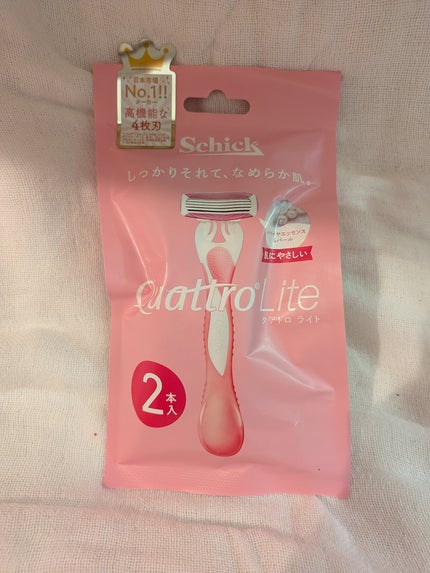 日本市場
No.1!!
メーカー
高機能な
4枚刃
Schick
しっかりそれて、なめらか肌。
肌にやさしい
Quattro® Lite
クアトロ ライト
2
本入